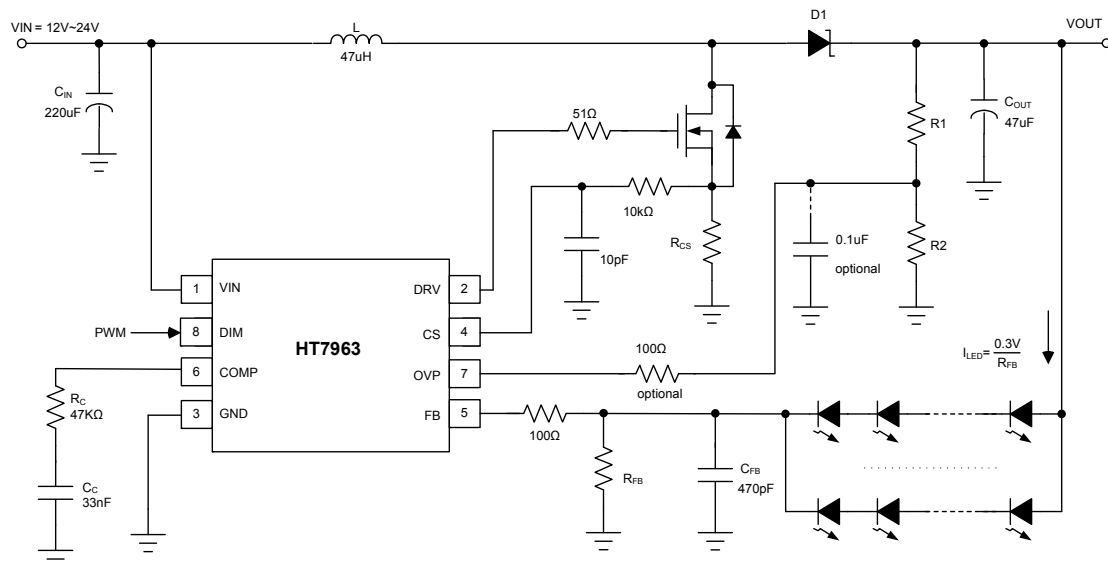 VIN = 12V~24V
L
47uH
D1
VOUT
CIN
220uF
51Ω
R1
COUT
47uF
10kΩ
10pF
RCS
0.1uF
optional
R2
1
VIN
DRV
2
PWM
8
DIM
CS
4
HT7963
6
COMP
OVP
7
3
GND
FB
5
100Ω
optional
ILED= 0.3V
RFB
RC
47KΩ
100Ω
RFB
CFB
470pF
CC
33nF